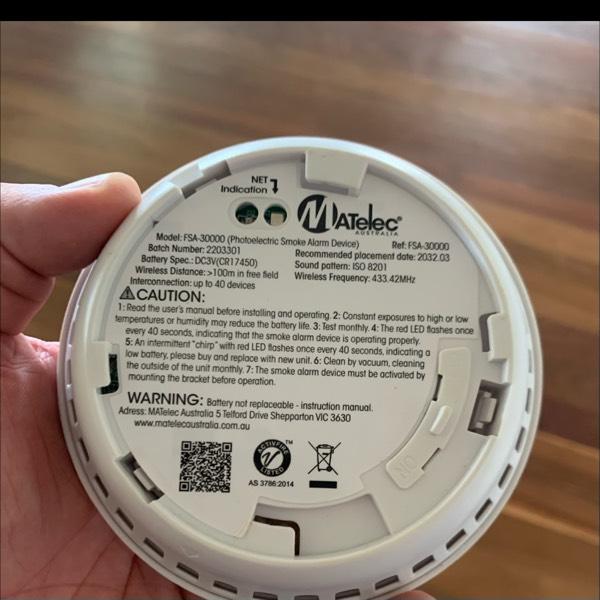 NET
Indication
MATelec®
AUSTRALIA
Model: FSA-30000 (Photoelectric Smoke Alarm Device) Ref: FSA-30000
Batch Number: 2203301 Recommended placement date: 2032.03
Battery Spec.: DC3V(CR17450) Sound pattern: ISO 8201
Wireless Distance: >100m in free field Wireless Frequency: 433.42MHz
Interconnection: up to 40 devices
CAUTION:
1: Read the user's manual before installing and operating. 2: Constant exposures to high or low
temperatures or humidity may reduce the battery life. 3: Test monthly. 4: The red LED flashes once
every 40 seconds, indicating that the smoke alarm device is operating properly.
5: An intermittent "chirp" with red LED flashes once every 40 seconds, indicating a
low battery, please buy and replace with new unit. 6: Clean by vacuum, cleaning
the outside of the unit monthly. 7: The smoke alarm device must be activated by
mounting the bracket before operation.
WARNING: Battery not replaceable - instruction manual.
Adress: MATelec Australia 5 Telford Drive Shepparton VIC 3630
www.matelecaustralia.com.au
ACTIVFIRE LISTED ™
AS 3786:2014
ON